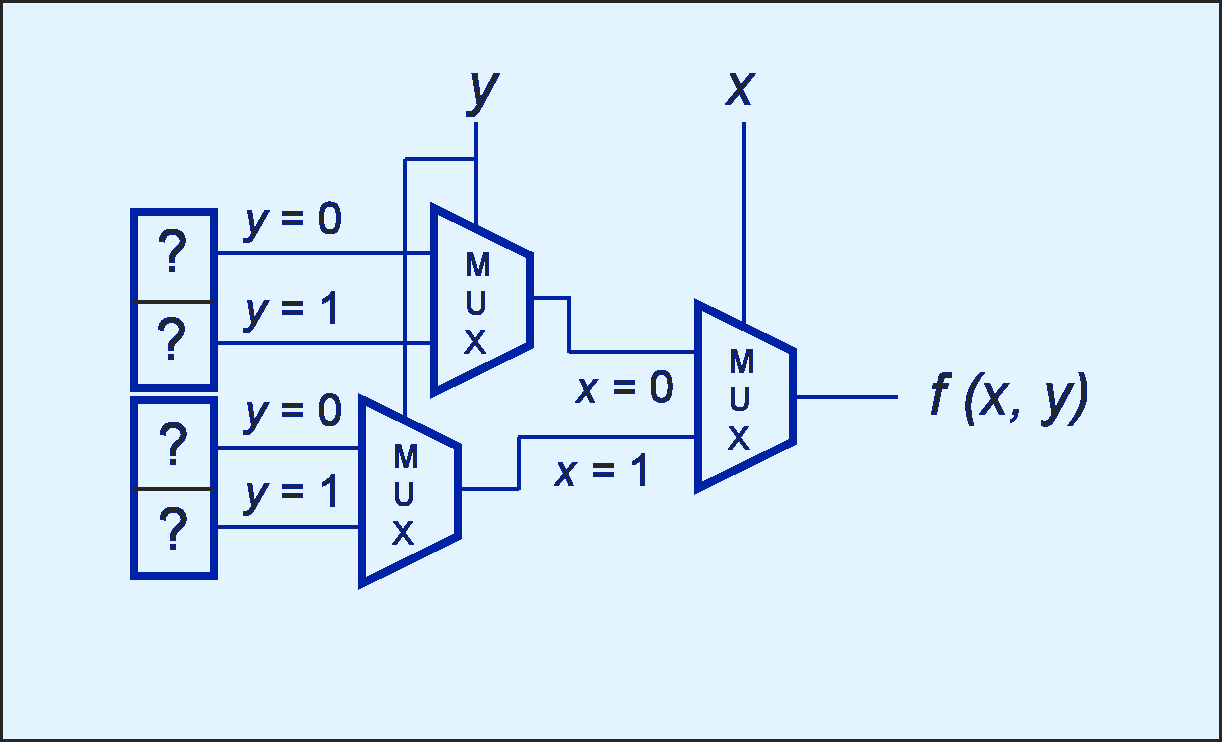 y
x
?
y = 0
?
y = 1
M
U
X
x = 0
?
y = 0
?
y = 1
M
U
X
x = 1
M
U
X
f (x, y)